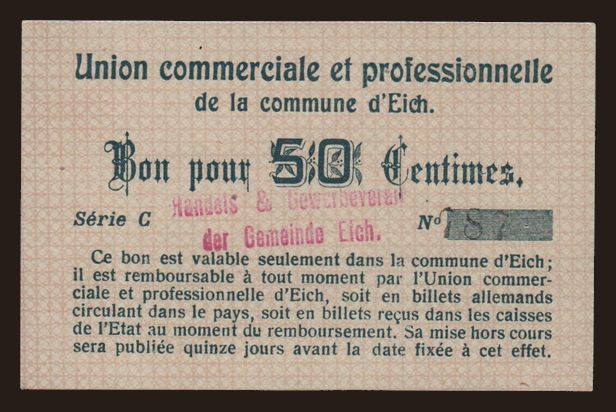 Union commerciale et professionnelle
de la commune d'Eich.
Bon pour 50 Centimes.
Handels & Gewerbeverein
der Gemeinde Eich.
Série C Nº 787
Ce bon est valable seulement dans la commune d'Eich;
il est remboursable à tout moment par l'Union commer-
ciale et professionnelle d'Eich, soit en billets allemands
circulant dans le pays, soit en billets reçus dans les caisses
de l'Etat au moment du remboursement. Sa mise hors cours
sera publiée quinze jours avant la date fixée à cet effet.